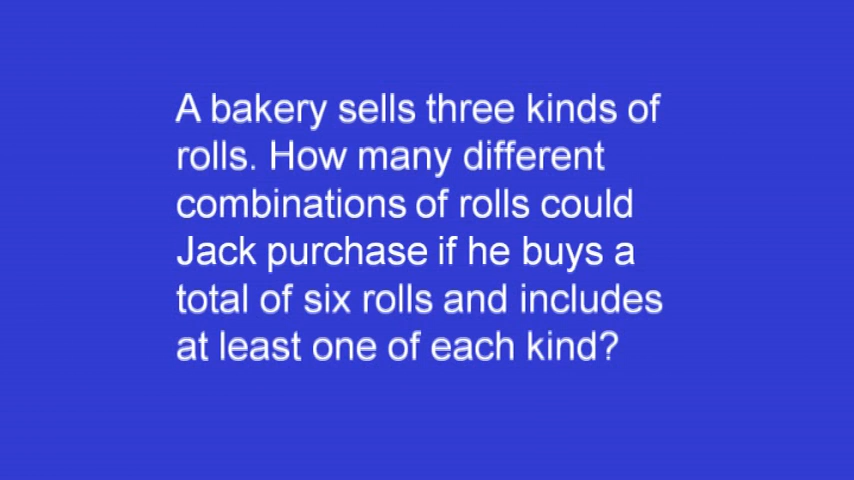 A bakery sells three kinds of
rolls. How many different
combinations of rolls could
Jack purchase if he buys a
total of six rolls and includes
at least one of each kind?